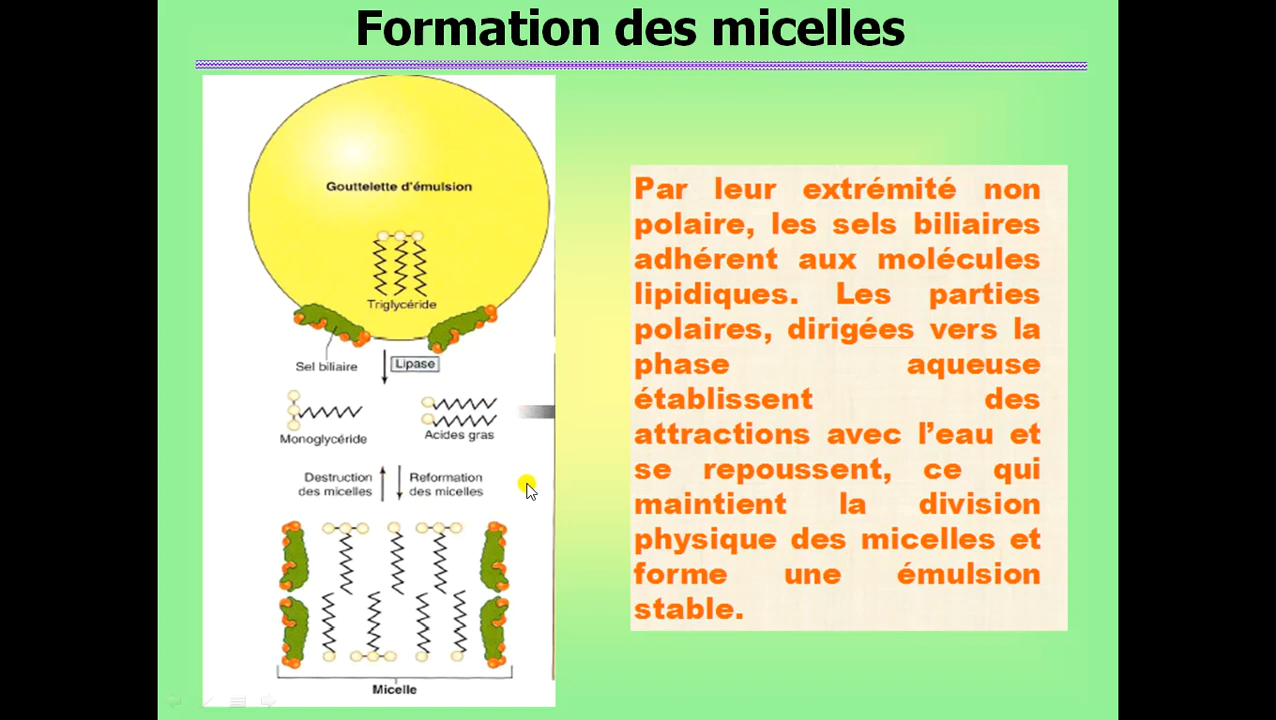 Formation des micelles
Gouttelette d'émulsion
Triglycéride
Sel biliaire
Lipase
Monoglycéride
Acides gras
Destruction
des micelles
Reformation
des micelles
Micelle
Par leur extrémité non
polaire, les sels biliaires
adhérent aux molécules
lipidiques. Les parties
polaires, dirigées vers la
phase aqueuse
établissent des
attractions avec l’eau et
se repoussent, ce qui
maintient la division
physique des micelles et
forme une émulsion
stable.